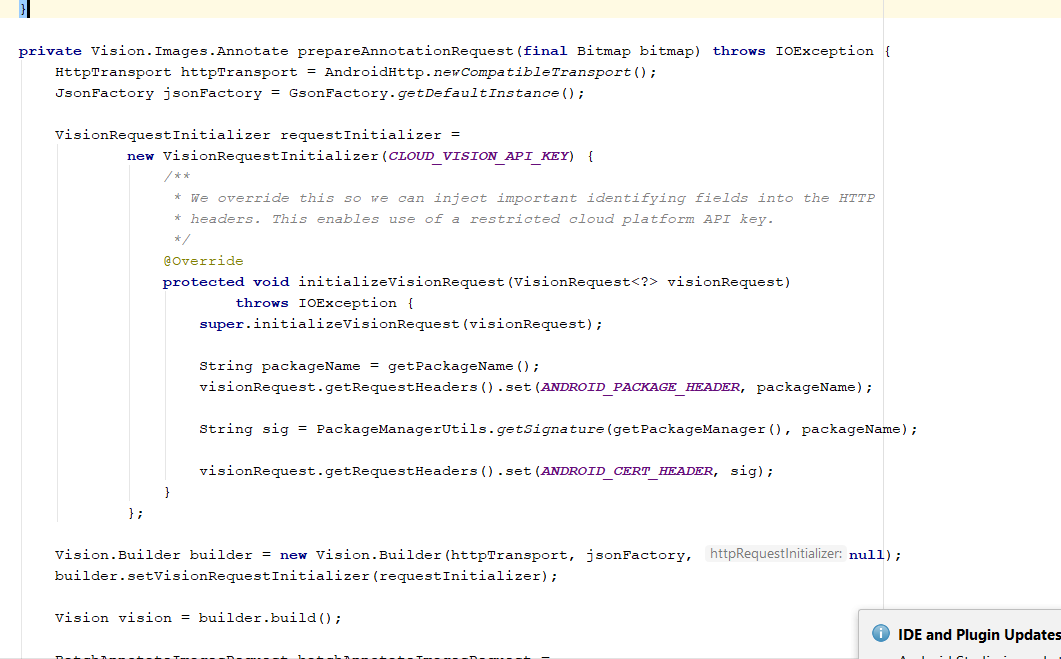 }
private Vision.Images.Annotate prepareAnnotationRequest(final Bitmap bitmap) throws IOException {
HttpTransport httpTransport = AndroidHttp.newCompatibleTransport();
JsonFactory jsonFactory = GsonFactory.getDefaultInstance();
VisionRequestInitializer requestInitializer =
new VisionRequestInitializer(CLOUD_VISION_API_KEY) {
/**
* We override this so we can inject important identifying fields into the HTTP
* headers. This enables use of a restricted cloud platform API key.
*/
@Override
protected void initializeVisionRequest(VisionRequest<?> visionRequest)
throws IOException {
super.initializeVisionRequest(visionRequest);
String packageName = getPackageName();
visionRequest.getRequestHeaders().set(ANDROID_PACKAGE_HEADER, packageName);
String sig = PackageManagerUtils.getSignature(getPackageManager(), packageName);
visionRequest.getRequestHeaders().set(ANDROID_CERT_HEADER, sig);
}
};
Vision.Builder builder = new Vision.Builder(httpTransport, jsonFactory, httpRequestInitializer: null);
builder.setVisionRequestInitializer(requestInitializer);
Vision vision = builder.build();
IDE and Plugin Updates